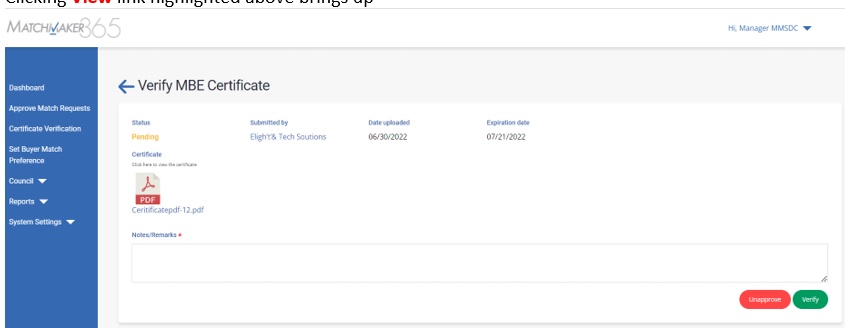 Clicking View link highlighted above brings up
MATCHMAKER365
Hi, Manager MMSDC
Dashboard
Approve Match Requests
Certificate Verification
Set Buyer Match
Preference
Council
Reports
System Settings
Verify MBE Certificate
Status Submitted by Date uploaded Expiration date
Pending Eligh't'& Tech Soutions 06/30/2022 07/21/2022
Certificate
Click here to view the certificate
PDF
Ceritificatepdf-12.pdf
Notes/Remarks *
Unapprove Verify